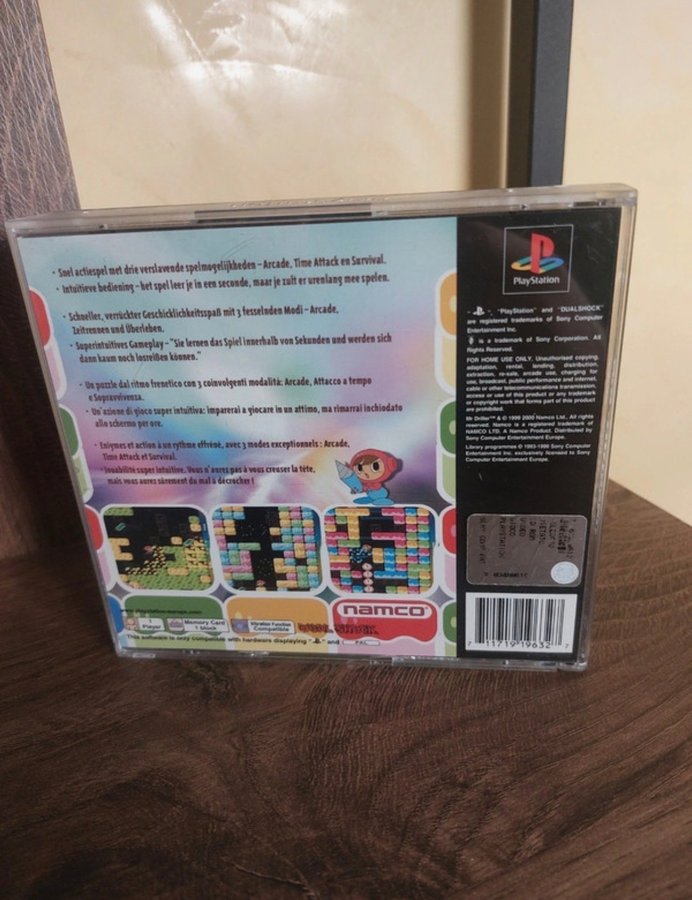 · Snel actiespel met drie verslavende spelmogelijkheden – Arcade, Time Attack en Survival.
· Intuïtieve bediening – het spel leer je in een seconde, maar je zult er urenlang mee spelen.
· Schneller, verrückter Geschicklichkeitsspaß mit 3 fesselnden Modi – Arcade,
Zeitrennen und Überleben.
· Superintuitives Gameplay – "Sie lernen das Spiel innerhalb von Sekunden und werden sich
dann kaum noch losreißen können."
· Un puzzle dal ritmo frenetico con 3 coinvolgenti modalità: Arcade, Attacco a tempo
e Sopravvivenza.
· Un'azione di gioco super intuitiva: imparerai a giocare in un attimo, ma rimarrai inchiodato
allo schermo per ore.
· Enigmes et action à un rythme effréné, avec 3 modes exceptionnels : Arcade,
Time Attack et Survival.
· Jouabilité super intuitive. Vous n'aurez pas à vous creuser la tête,
mais vous aurez sûrement du mal à décrocher !
www.playstation-europe.com
1
Player
Memory Card
1 Block
Vibration Function
Compatible
namco®
This software is only compatible with hardware displaying " " and PAL
PlayStation
" ", "PlayStation" and "DUALSHOCK"
are registered trademarks of Sony Computer
Entertainment Inc.
" " is a trademark of Sony Corporation. All
Rights Reserved.
FOR HOME USE ONLY. Unauthorised copying,
adaptation, rental, lending, distribution,
extraction, re-sale, arcade use, charging for
use, broadcast, public performance and internet,
cable or other telecommunications transmission,
access or use of this product or any trademark
or copyright work that forms part of this product
are prohibited.
Mr Driller™ & © 1999 2000 Namco Ltd., All rights
reserved. Namco is a registered trademark of
NAMCO LTD. A Namco Product. Distributed by
Sony Computer Entertainment Europe.
Library programmes © 1993-1999 Sony Computer
Entertainment Inc. exclusively licensed to Sony
Computer Entertainment Europe.
7 11719 19632 7